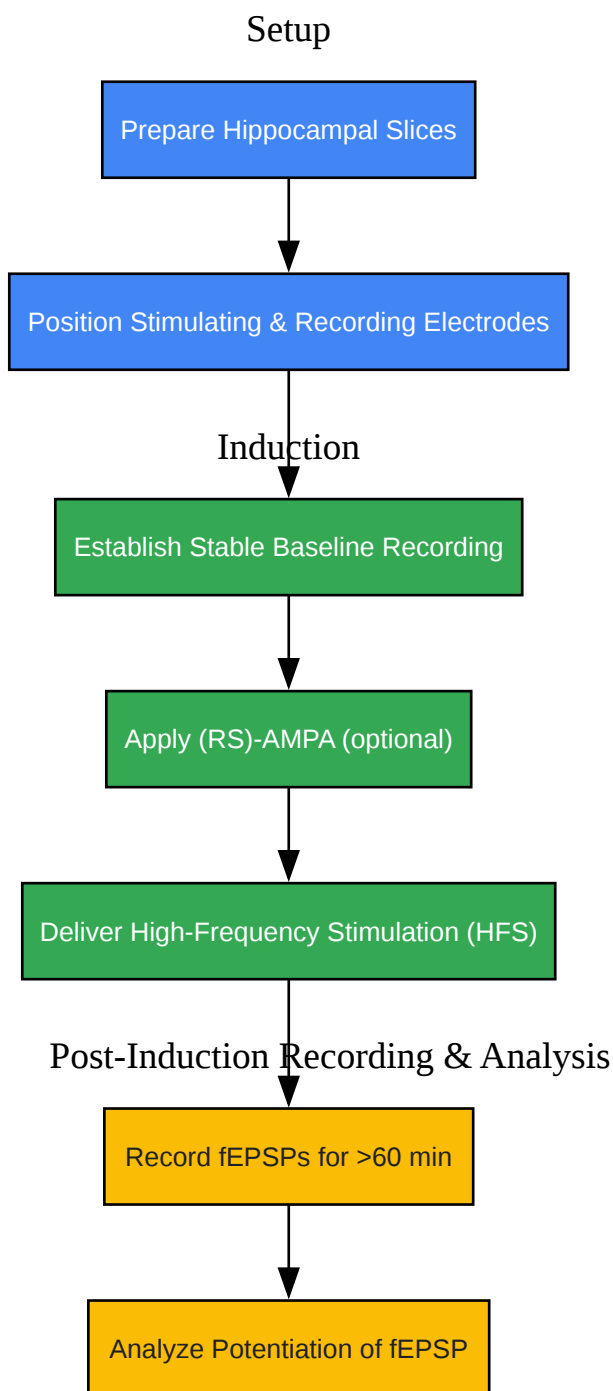 Setup
Prepare Hippocampal Slices
Position Stimulating & Recording Electrodes
Induction
Establish Stable Baseline Recording
Apply (RS)-AMPA (optional)
Deliver High-Frequency Stimulation (HFS)
Post-Induction Recording & Analysis
Record fEPSPs for >60 min
Analyze Potentiation of fEPSP